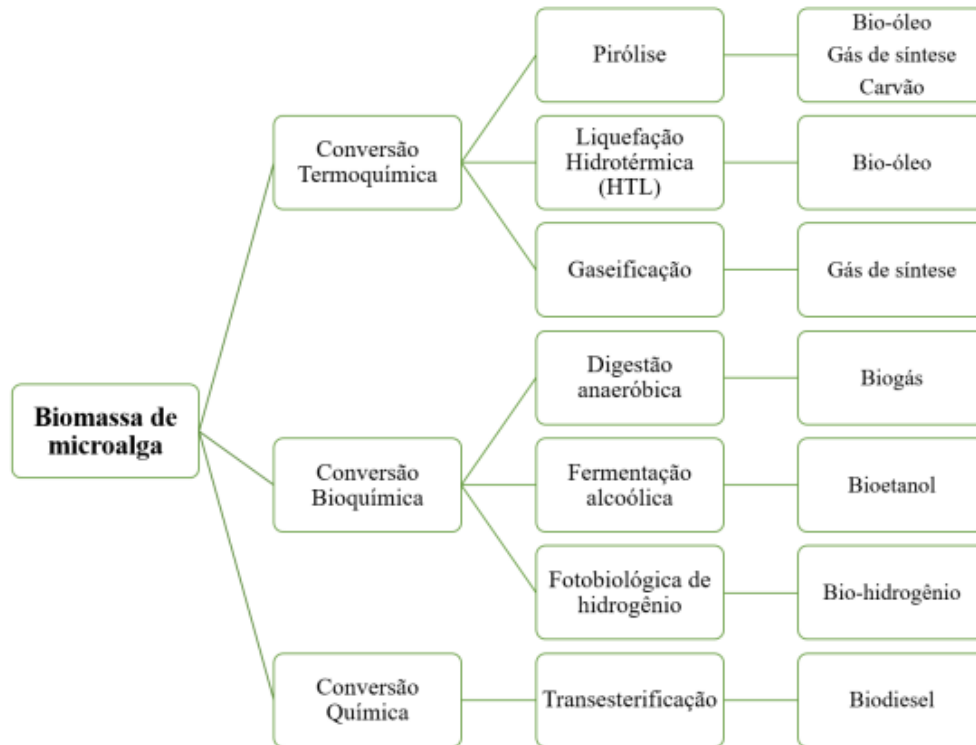 Biomassa de
microalga
Conversão
Termoquímica
Pirólise
Bio-óleo
Gás de síntese
Carvão
Liquefação
Hidrotérmica
(HTL)
Bio-óleo
Gaseificação
Gás de síntese
Conversão
Bioquímica
Digestão
anaeróbica
Biogás
Fermentação
alcoólica
Bioetanol
Fotobiológica de
hidrogênio
Bio-hidrogênio
Conversão
Química
Transesterificação
Biodiesel